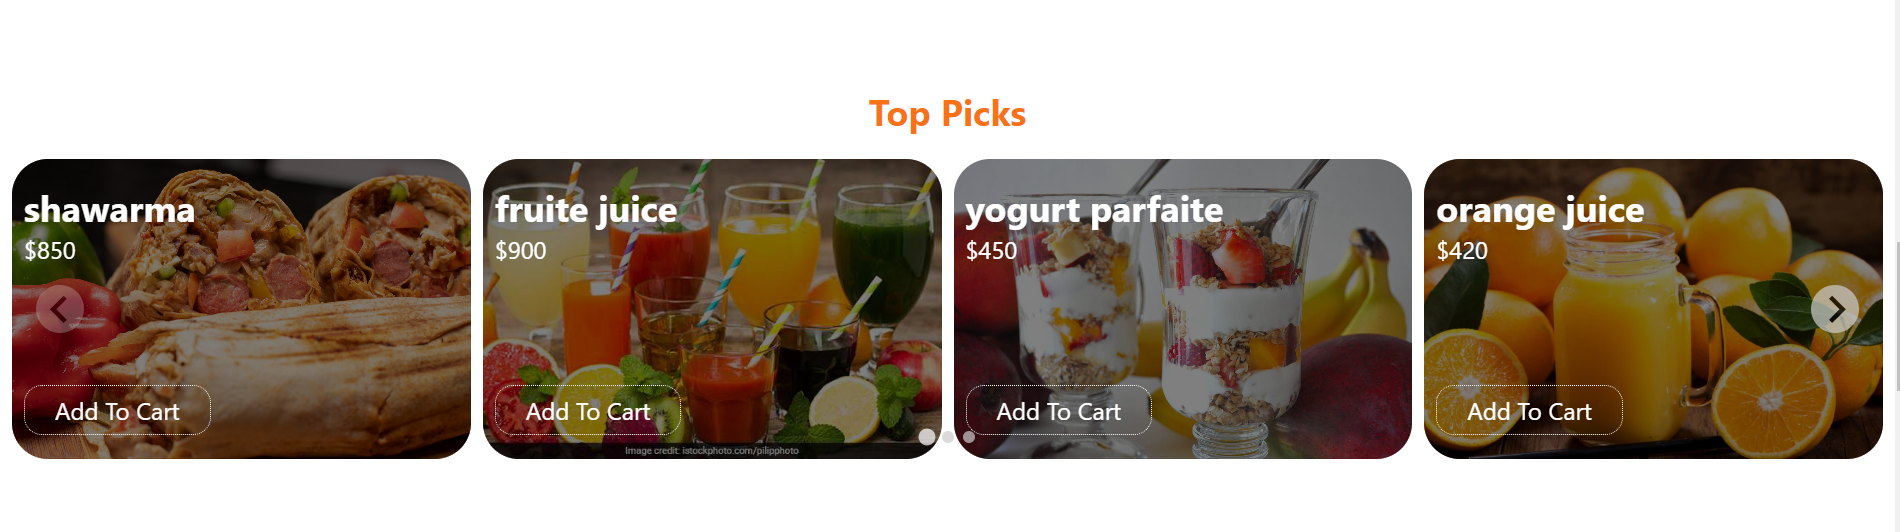 Top Picks
shawarma
$850
Add To Cart
fruite juice
$900
Add To Cart
Image credit: istockphoto.com/pilipphoto
yogurt parfaite
$450
Add To Cart
orange juice
$420
Add To Cart